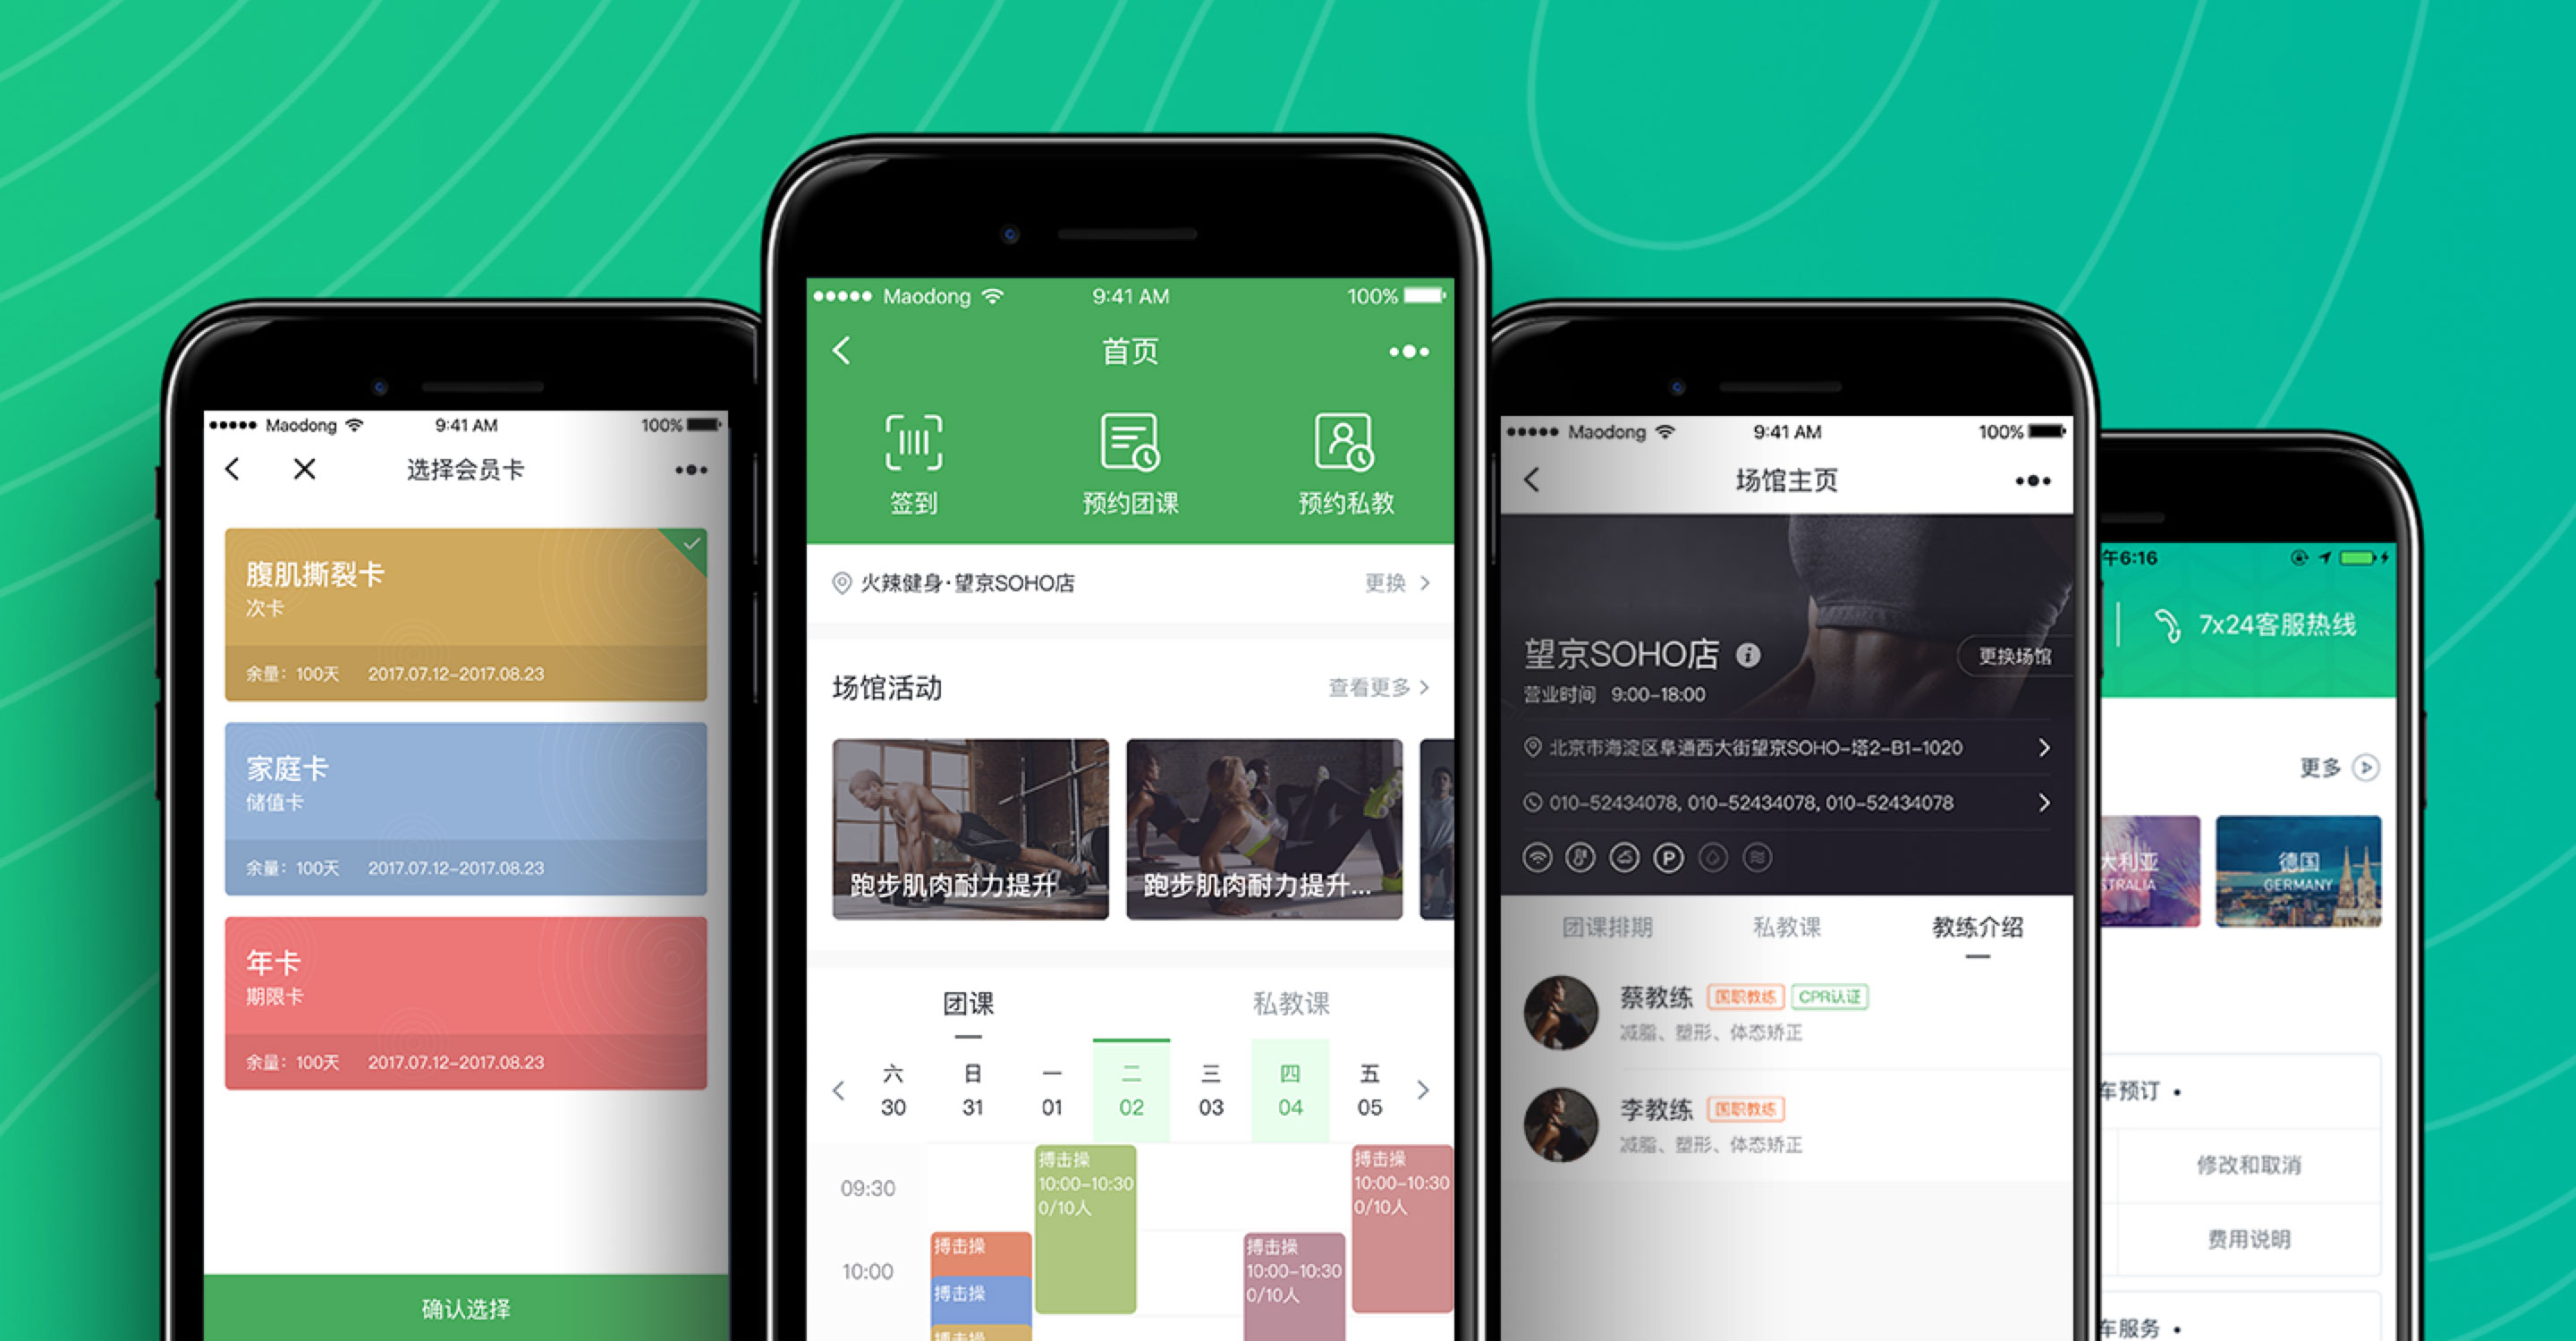 Maodong 9:41 AM 100%
选择会员卡
腹肌撕裂卡
次卡
余量：100天 2017.07.12-2017.08.23
家庭卡
储值卡
余量：100天 2017.07.12-2017.08.23
年卡
期限卡
余量：100天 2017.07.12-2017.08.23
确认选择
Maodong 9:41 AM 100%
首页
签到 预约团课 预约私教
火辣健身·望京SOHO店 更换
场馆活动 查看更多
跑步肌肉耐力提升 跑步肌肉耐力提升...
团课 私教课
六 日 一 二 三 四 五
30 31 01 02 03 04 05
09:30
10:00
搏击操
10:00-10:30
0/10人
搏击操
10:00-10:30
0/10人
搏击操
搏击操
搏击操
搏击操
10:00-10:30
0/10人
Maodong 9:41 AM 100%
场馆主页
望京SOHO店 更换场馆
营业时间 9:00-18:00
北京市海淀区阜通西大街望京SOHO-塔2-B1-1020
010-52434078, 010-52434078, 010-52434078
P
团课排期 私教课 教练介绍
蔡教练 国职教练 CPR认证
减脂、塑形、体态矫正
李教练 国职教练
减脂、塑形、体态矫正
午6:16
7x24客服热线
更多
大利亚 德国
STRALIA GERMANY
车预订
修改和取消
费用说明
车服务